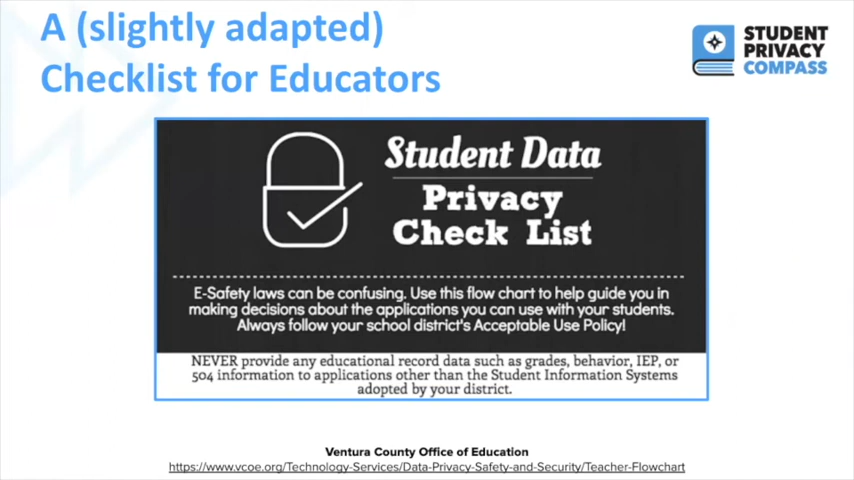 A (slightly adapted)
Checklist for Educators
STUDENT
PRIVACY
COMPASS
Student Data
Privacy
Check List
E-Safety laws can be confusing. Use this flow chart to help guide you in
making decisions about the applications you can use with your students.
Always follow your school district's Acceptable Use Policy!
NEVER provide any educational record data such as grades, behavior, IEP, or
504 information to applications other than the Student Information Systems
adopted by your district.
Ventura County Office of Education
https://www.vcoe.org/Technology-Services/Data-Privacy-Safety-and-Security/Teacher-Flowchart